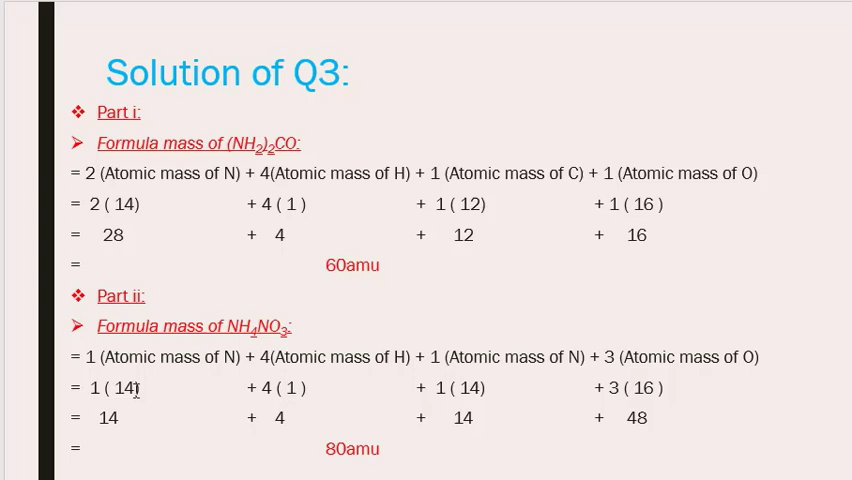 Solution of Q3:
❖ Part i:
➢ Formula mass of (NH2)2CO:
= 2 (Atomic mass of N) + 4(Atomic mass of H) + 1 (Atomic mass of C) + 1 (Atomic mass of O)
= 2 ( 14) + 4 ( 1 ) + 1 ( 12) + 1 ( 16 )
= 28 + 4 + 12 + 16
= 60amu
❖ Part ii:
➢ Formula mass of NH4NO3:
= 1 (Atomic mass of N) + 4(Atomic mass of H) + 1 (Atomic mass of N) + 3 (Atomic mass of O)
= 1 ( 14) + 4 ( 1 ) + 1 ( 14) + 3 ( 16 )
= 14 + 4 + 14 + 48
= 80amu